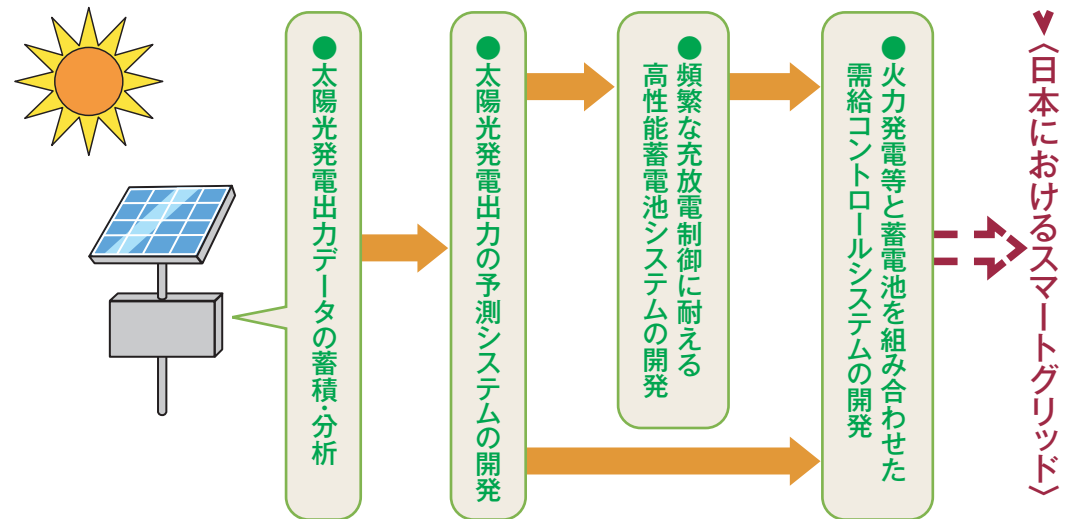 ●太陽光発電出力データの蓄積・分析
●太陽光発電出力の予測システムの開発
●頻繁な充放電制御に耐える
高性能蓄電池システムの開発
●火力発電等と蓄電池を組み合わせた
需給コントロールシステムの開発
〈日本におけるスマートグリッド〉